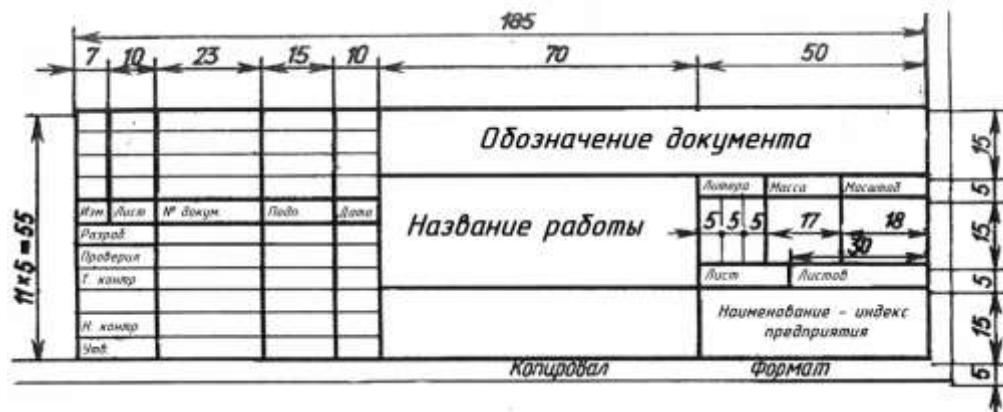 185
7 10 23 15 10 70 50
Обозначение документа
15
Литера Масса Масштаб
5
Изм Лист № докум. Подп Дата
Название работы
5 5 5 17 18
15
30
Разраб
Проверил
Т. контр
Лист Листов
5
11x5=55
Наименование - индекс
предприятия
15
Н. контр
Утв.
Копировал Формат
5